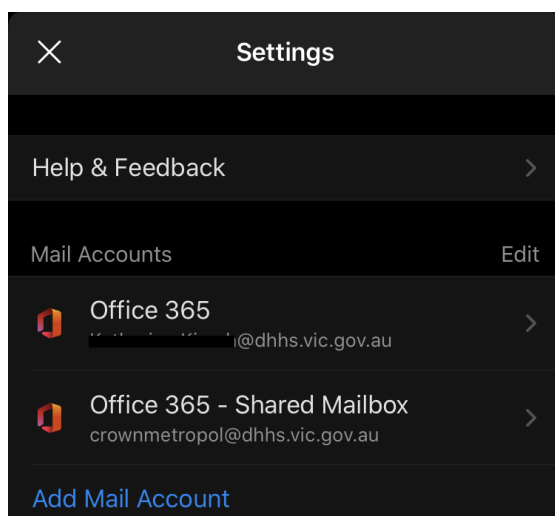 Settings
Help & Feedback
Mail Accounts Edit
Office 365
@dhhs.vic.gov.au
Office 365 - Shared Mailbox
crownmetropol@dhhs.vic.gov.au
Add Mail Account